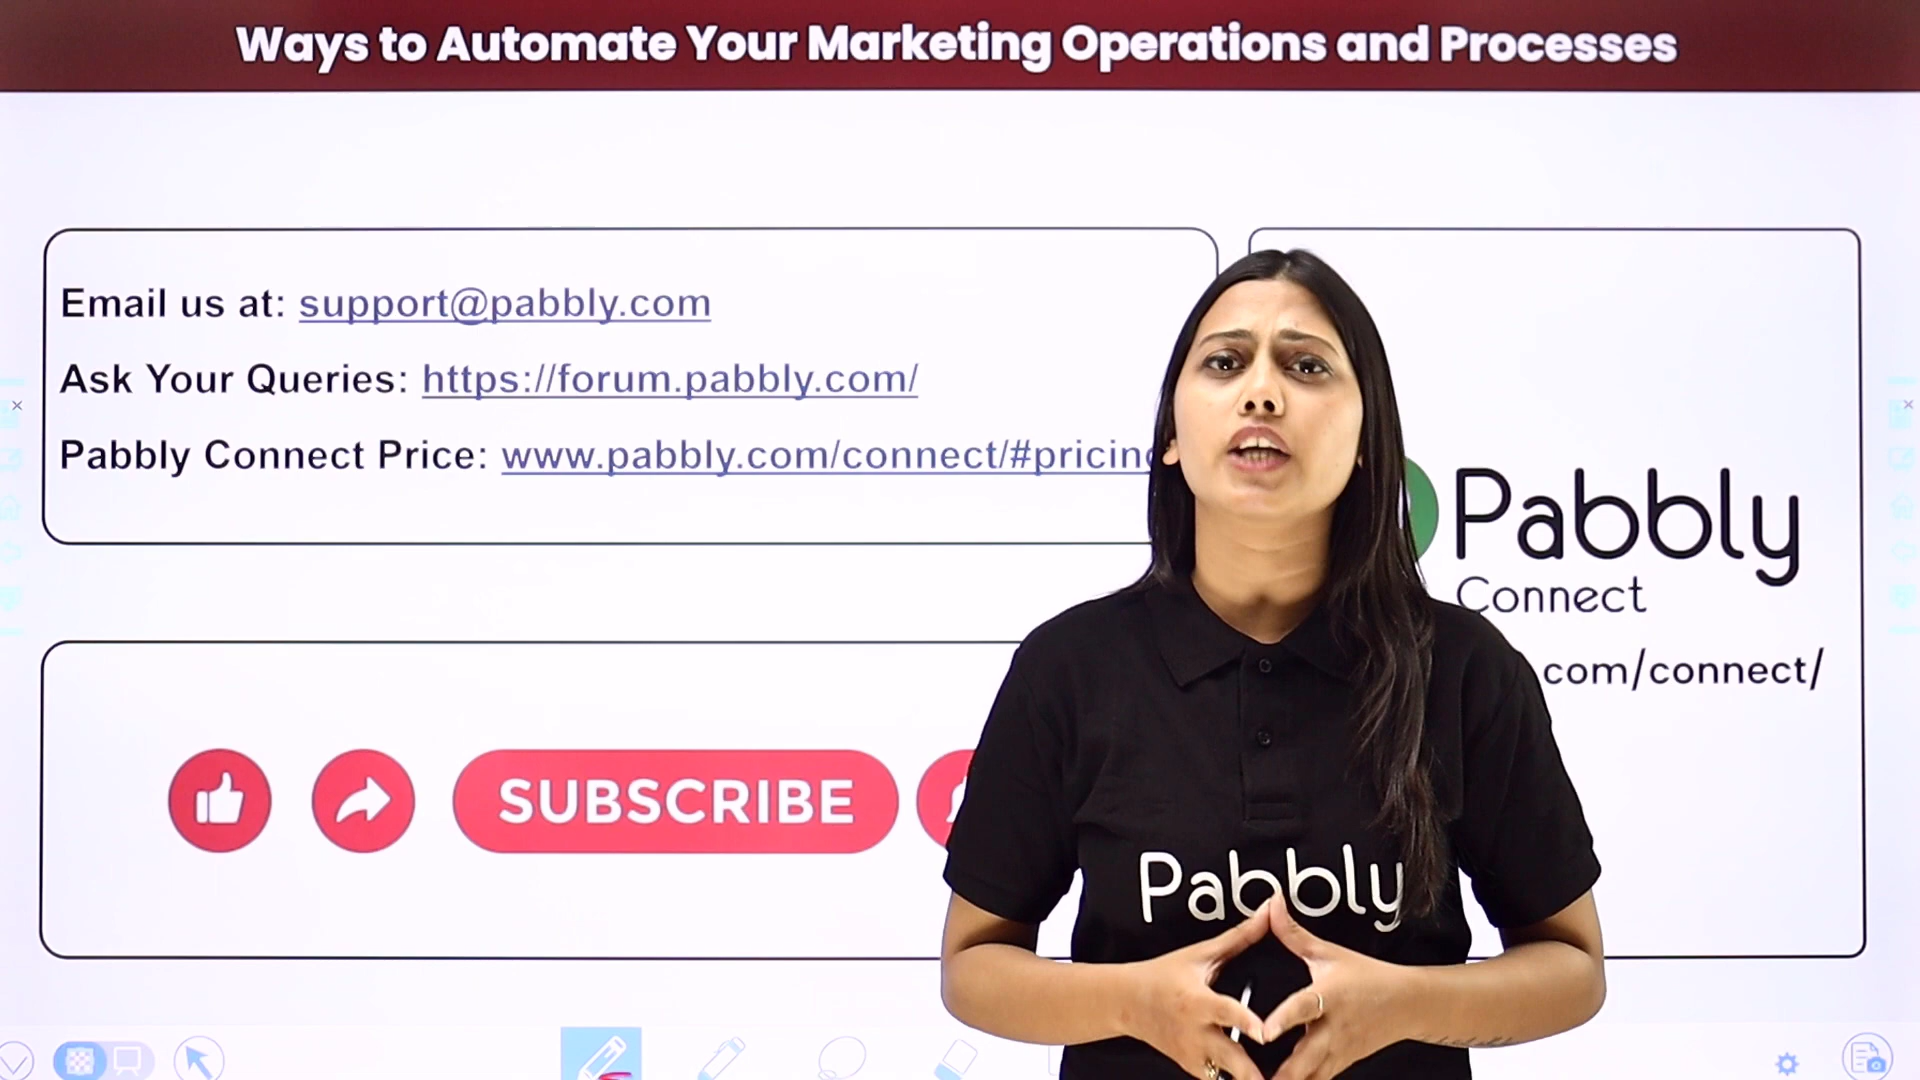 Ways to Automate Your Marketing Operations and Processes
Email us at: support@pabbly.com
Ask Your Queries: https://forum.pabbly.com/
Pabbly Connect Price: www.pabbly.com/connect/#pricing
Pabbly
Connect
.com/connect/
SUBSCRIBE
Pabbly